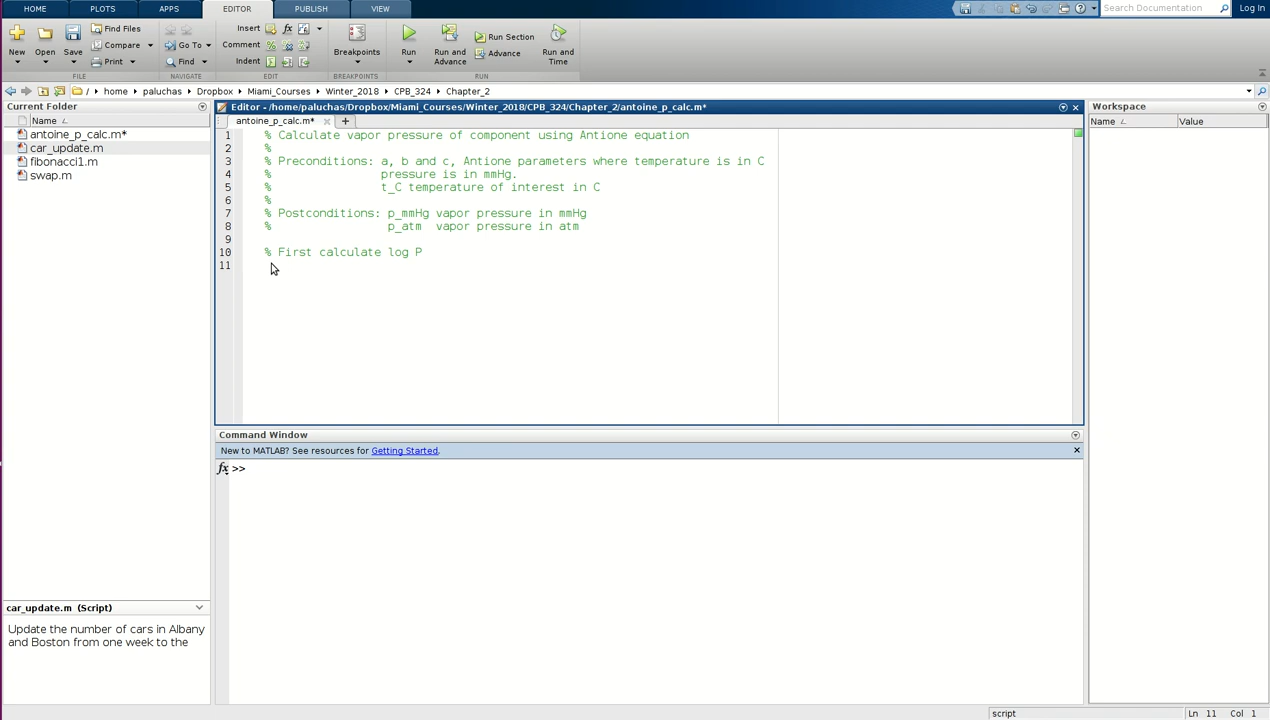 HOME PLOTS APPS EDITOR PUBLISH VIEW Search Documentation Log In
New Open Save Find Files Compare Print Go To Find Insert fx Comment Indent Breakpoints Run Run and Advance Run Section Advance Run and Time
FILE NAVIGATE EDIT BREAKPOINTS RUN
/ home paluchas Dropbox Miami_Courses Winter_2018 CPB_324 Chapter_2
Current Folder
Name
antoine_p_calc.m*
car_update.m
fibonacci1.m
swap.m
car_update.m (Script)
Update the number of cars in Albany
and Boston from one week to the
Editor - /home/paluchas/Dropbox/Miami_Courses/Winter_2018/CPB_324/Chapter_2/antoine_p_calc.m*
antoine_p_calc.m*
1 % Calculate vapor pressure of component using Antione equation
2 %
3 % Preconditions: a, b and c, Antione parameters where temperature is in C
4 % pressure is in mmHg.
5 % t_C temperature of interest in C
6 %
7 % Postconditions: p_mmHg vapor pressure in mmHg
8 % p_atm vapor pressure in atm
9
10 % First calculate log P
11
Command Window
New to MATLAB? See resources for Getting Started.
fx >>
Workspace
Name Value
script Ln 11 Col 1